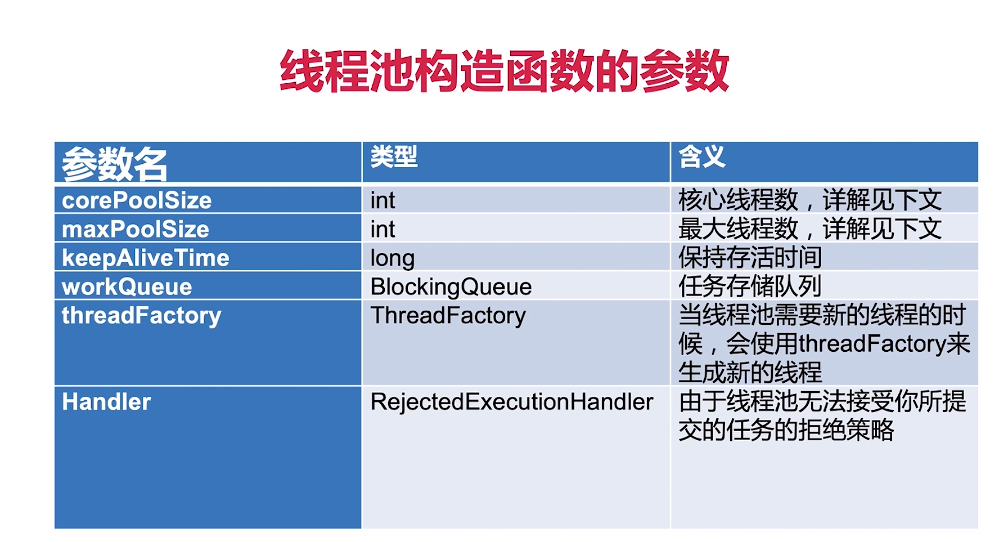 线程池构造函数的参数
参数名 类型 含义
corePoolSize int 核心线程数，详解见下文
maxPoolSize int 最大线程数，详解见下文
keepAliveTime long 保持存活时间
workQueue BlockingQueue 任务存储队列
threadFactory ThreadFactory 当线程池需要新的线程的时
候，会使用threadFactory来
生成新的线程
Handler RejectedExecutionHandler 由于线程池无法接受你所提
交的任务的拒绝策略